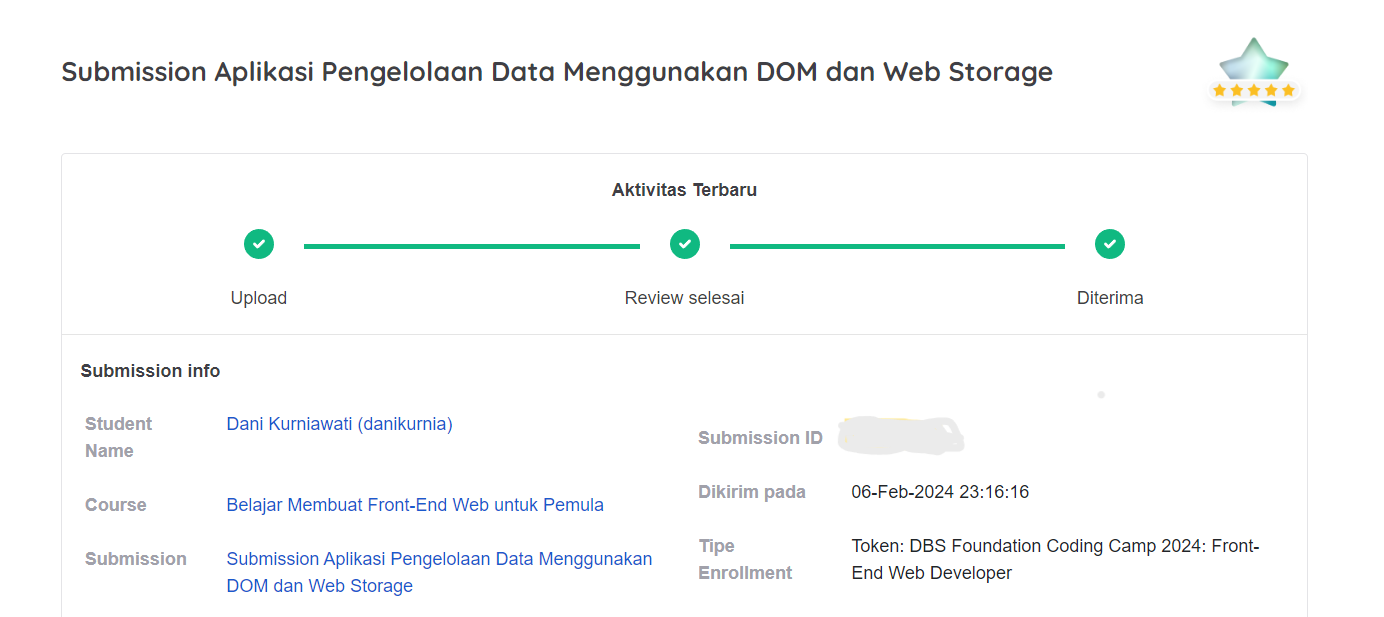 Submission Aplikasi Pengelolaan Data Menggunakan DOM dan Web Storage
Aktivitas Terbaru
Upload
Review selesai
Diterima
Submission info
Student
Name
Dani Kurniawati (danikurnia)
Course
Belajar Membuat Front-End Web untuk Pemula
Submission
Submission Aplikasi Pengelolaan Data Menggunakan
DOM dan Web Storage
Submission ID
Dikirim pada
06-Feb-2024 23:16:16
Tipe
Enrollment
Token: DBS Foundation Coding Camp 2024: Front-
End Web Developer